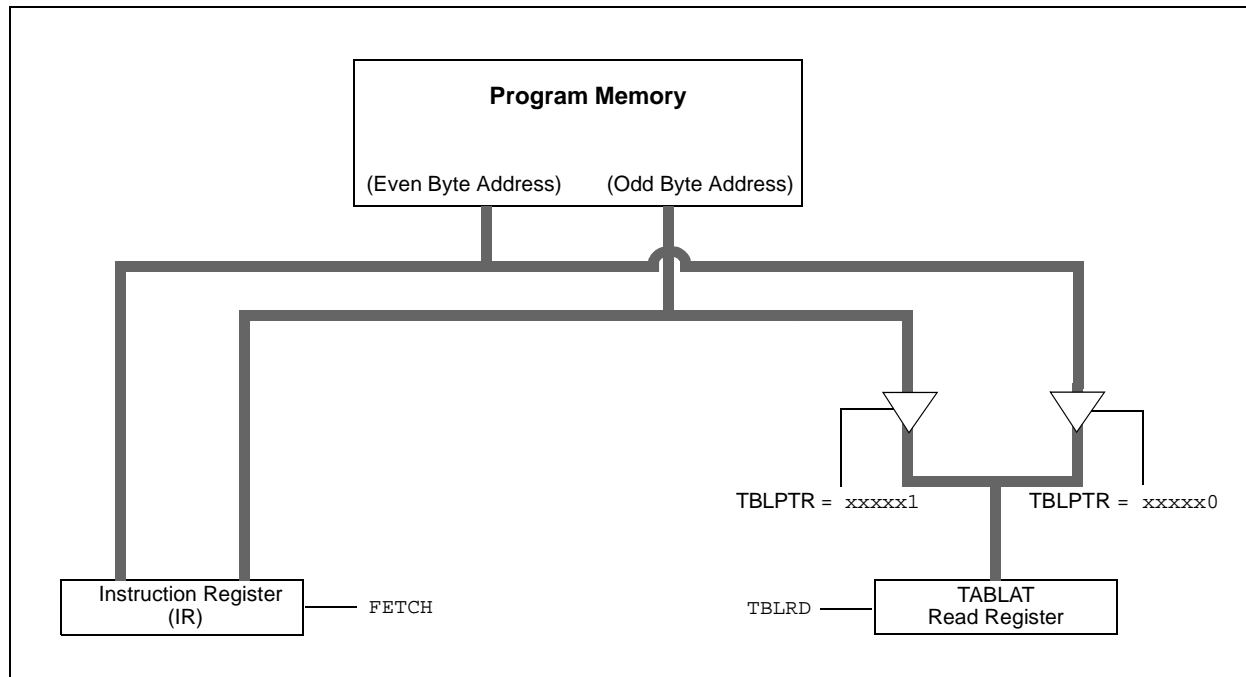 Program Memory
(Even Byte Address) (Odd Byte Address)
TBLPTR = xxxxx1 TBLPTR = xxxxx0
Instruction Register
(IR)
FETCH
TBLRD
TABLAT
Read Register